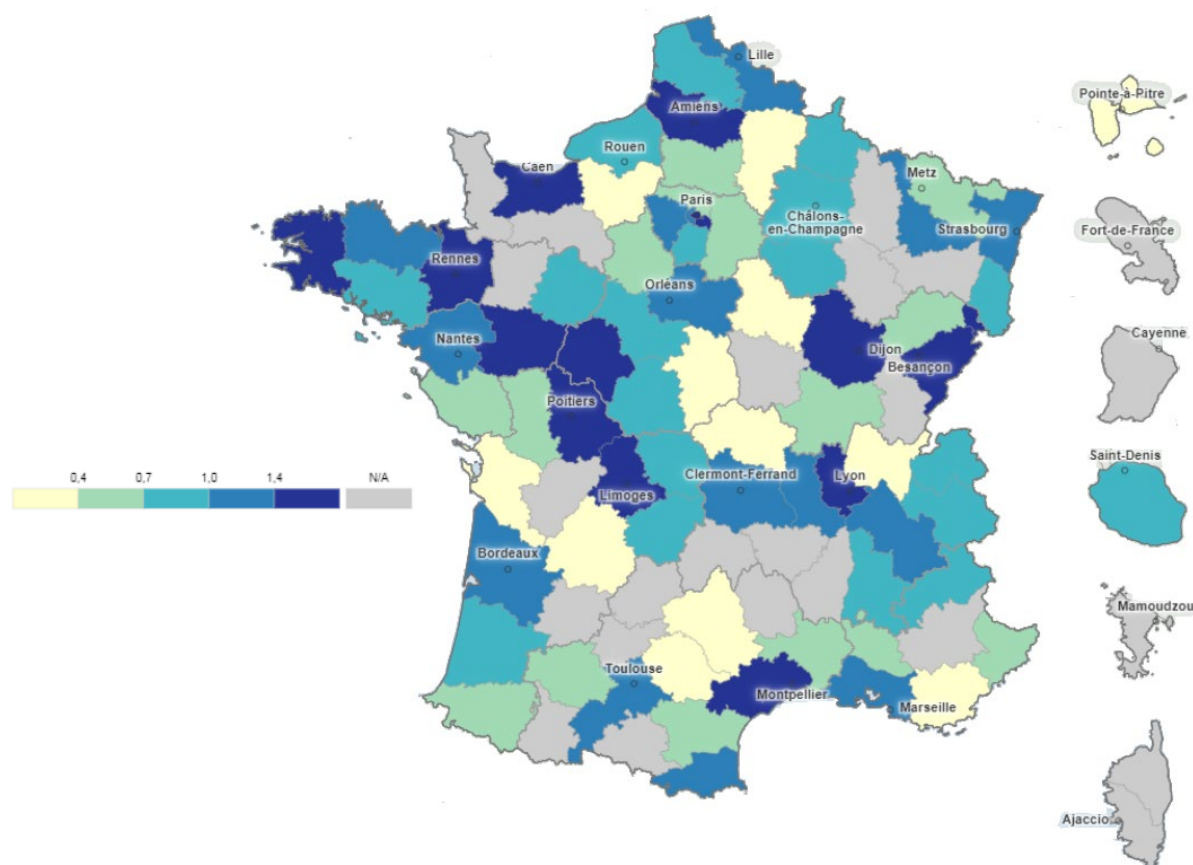 Lille
Pointe-à-Pitre
Amiens
Rouen
Caen
Metz
Paris
Châlons-
en-Champagne
Strasbourg
Fort-de-France
Rennes
Orléans
Nantes
Dijon
Besançon
Cayenne
Poitiers
Saint-Denis
0,4 0,7 1,0 1,4 N/A
Clermont-Ferrand
Lyon
Limoges
Bordeaux
Mamoudzou
Toulouse
Montpellier
Marseille
Ajaccio